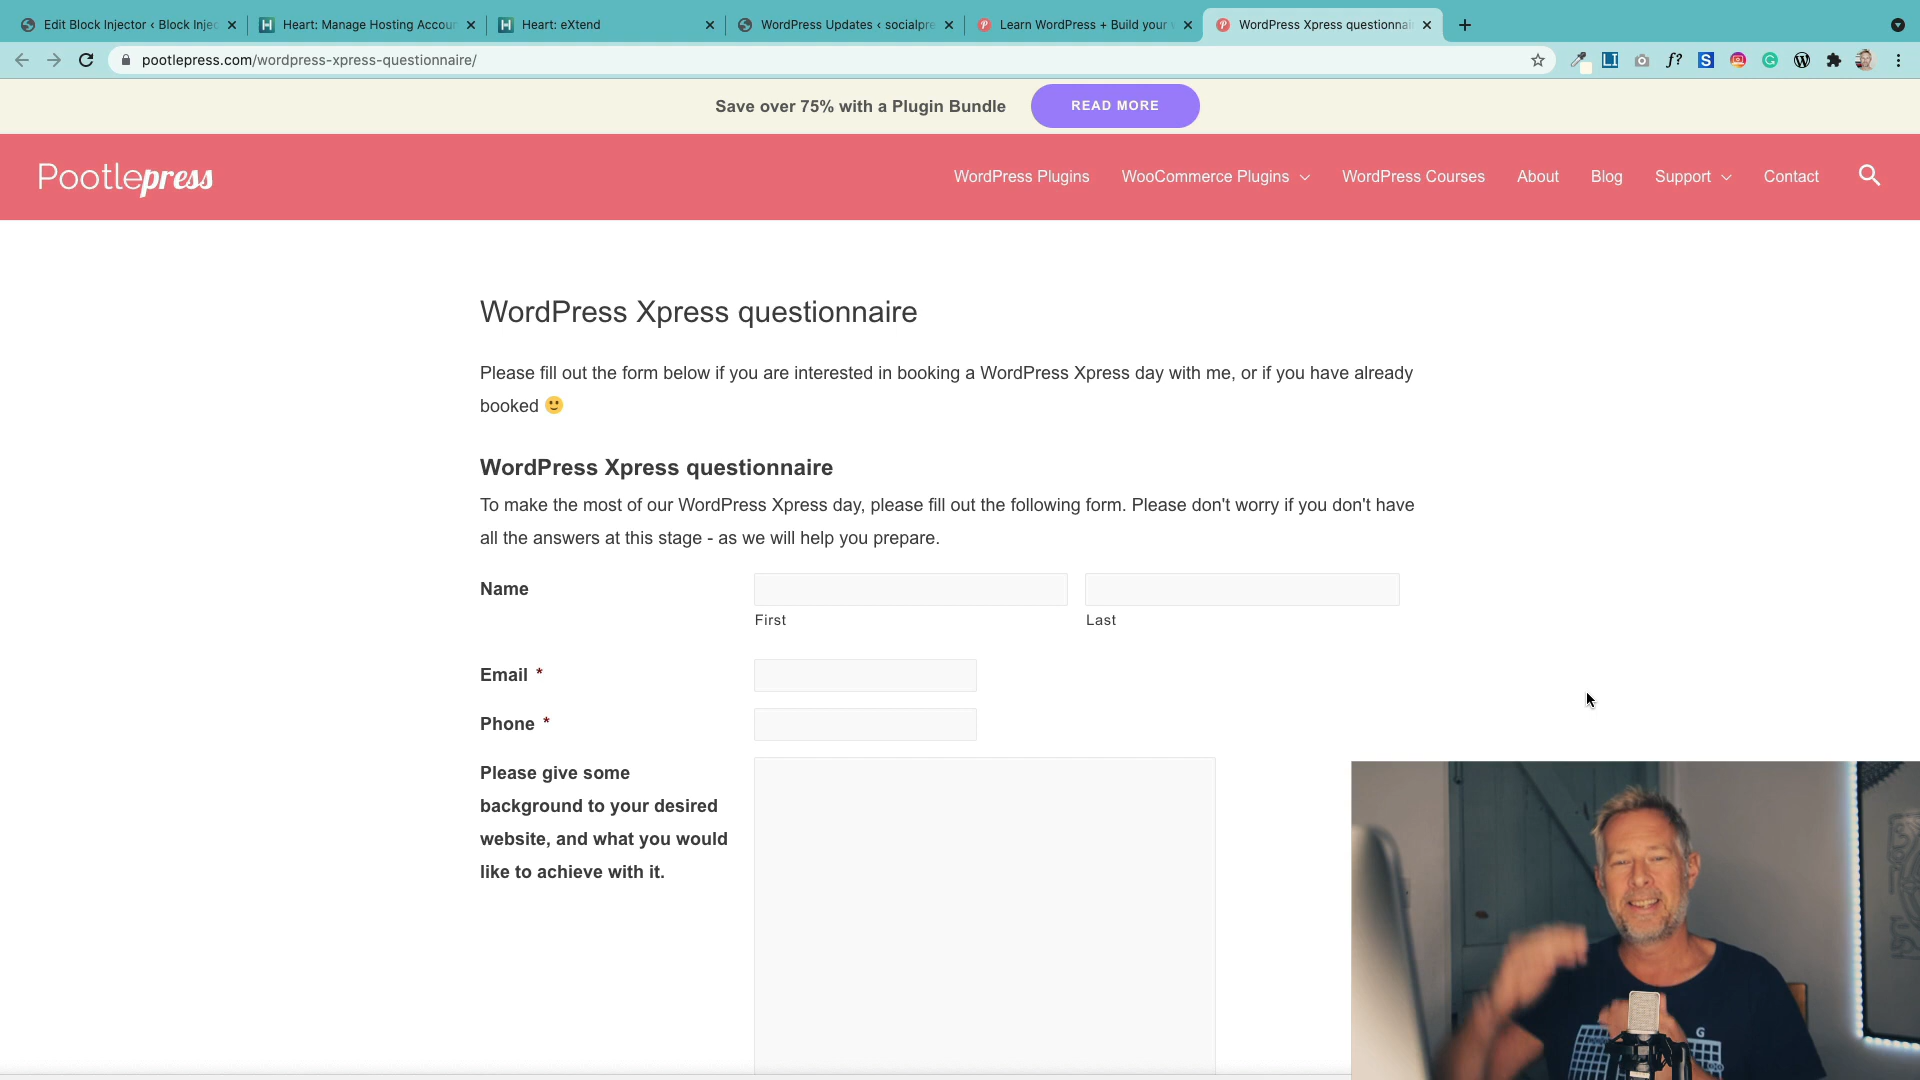 Edit Block Injector ‹ Block Injec
Heart: Manage Hosting Accour
Heart: eXtend
WordPress Updates ‹ socialpre
Learn WordPress + Build your
WordPress Xpress questionnai
pootlepress.com/wordpress-xpress-questionnaire/
Save over 75% with a Plugin Bundle
READ MORE
Pootlepress
WordPress Plugins
WooCommerce Plugins
WordPress Courses
About
Blog
Support
Contact
WordPress Xpress questionnaire
Please fill out the form below if you are interested in booking a WordPress Xpress day with me, or if you have already
booked 🙂
WordPress Xpress questionnaire
To make the most of our WordPress Xpress day, please fill out the following form. Please don't worry if you don't have
all the answers at this stage - as we will help you prepare.
Name
First
Last
Email *
Phone *
Please give some
background to your desired
website, and what you would
like to achieve with it.